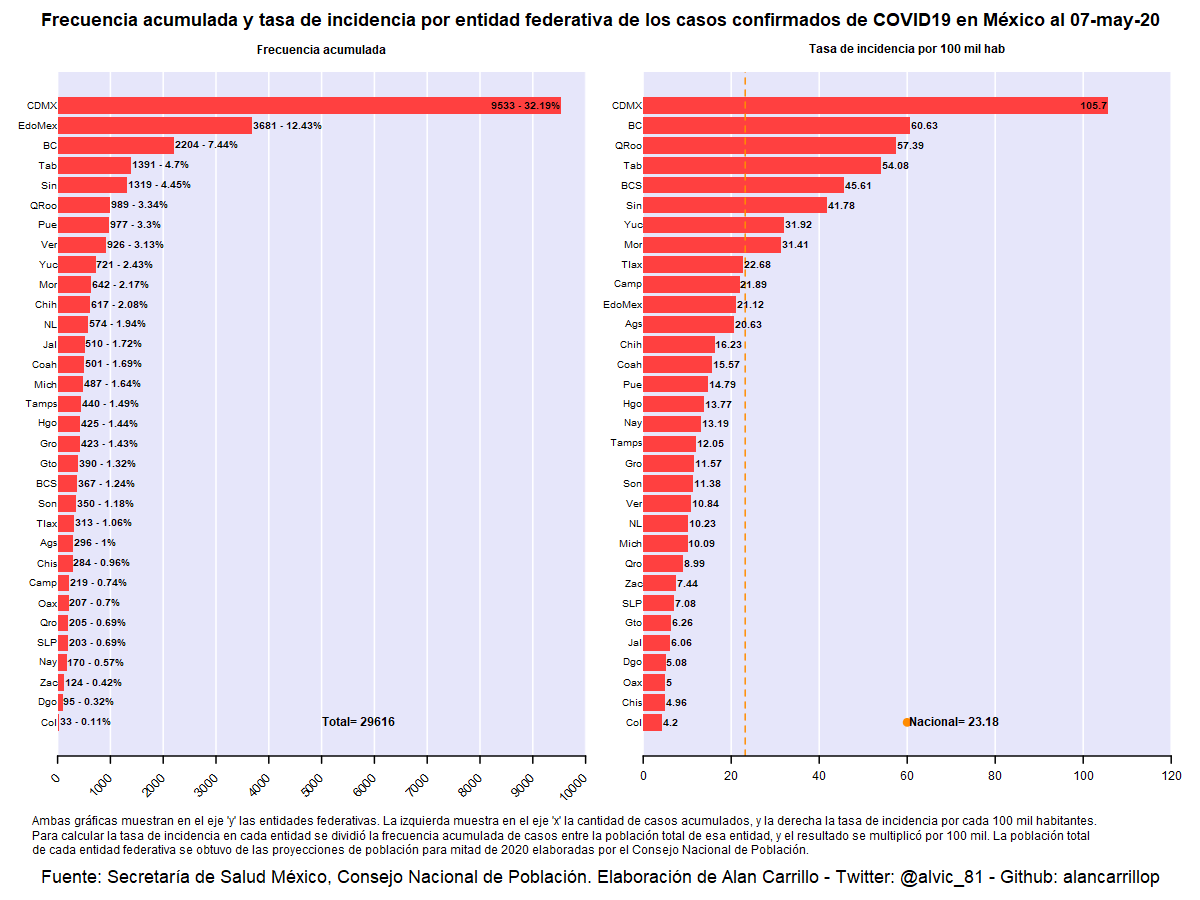 Frecuencia acumulada y tasa de incidencia por entidad federativa de los casos confirmados de COVID19 en México al 07-may-20
Frecuencia acumulada
CDMX 9533 - 32.19%
EdoMex 3681 - 12.43%
BC 2204 - 7.44%
Tab 1391 - 4.7%
Sin 1319 - 4.45%
QRoo 989 - 3.34%
Pue 977 - 3.3%
Ver 926 - 3.13%
Yuc 721 - 2.43%
Mor 642 - 2.17%
Chih 617 - 2.08%
NL 574 - 1.94%
Jal 510 - 1.72%
Coah 501 - 1.69%
Mich 487 - 1.64%
Tamps 440 - 1.49%
Hgo 425 - 1.44%
Gro 423 - 1.43%
Gto 390 - 1.32%
BCS 367 - 1.24%
Son 350 - 1.18%
Tlax 313 - 1.06%
Ags 296 - 1%
Chis 284 - 0.96%
Camp 219 - 0.74%
Oax 207 - 0.7%
Qro 205 - 0.69%
SLP 203 - 0.69%
Nay 170 - 0.57%
Zac 124 - 0.42%
Dgo 95 - 0.32%
Col 33 - 0.11%
Total= 29616
0 1000 2000 3000 4000 5000 6000 7000 8000 9000 10000
Tasa de incidencia por 100 mil hab
CDMX 105.7
BC 60.63
QRoo 57.39
Tab 54.08
BCS 45.61
Sin 41.78
Yuc 31.92
Mor 31.41
Tlax 22.68
Camp 21.89
EdoMex 21.12
Ags 20.63
Chih 16.23
Coah 15.57
Pue 14.79
Hgo 13.77
Nay 13.19
Tamps 12.05
Gro 11.57
Son 11.38
Ver 10.84
NL 10.23
Mich 10.09
Qro 8.99
Zac 7.44
SLP 7.08
Gto 6.26
Jal 6.06
Dgo 5.08
Oax 5
Chis 4.96
Col 4.2
Nacional= 23.18
0 20 40 60 80 100 120
Ambas gráficas muestran en el eje 'y' las entidades federativas. La izquierda muestra en el eje 'x' la cantidad de casos acumulados, y la derecha la tasa de incidencia por cada 100 mil habitantes.
Para calcular la tasa de incidencia en cada entidad se dividió la frecuencia acumulada de casos entre la población total de esa entidad, y el resultado se multiplicó por 100 mil. La población total
de cada entidad federativa se obtuvo de las proyecciones de población para mitad de 2020 elaboradas por el Consejo Nacional de Población.
Fuente: Secretaría de Salud México, Consejo Nacional de Población. Elaboración de Alan Carrillo - Twitter: @alvic_81 - Github: alancarrillop